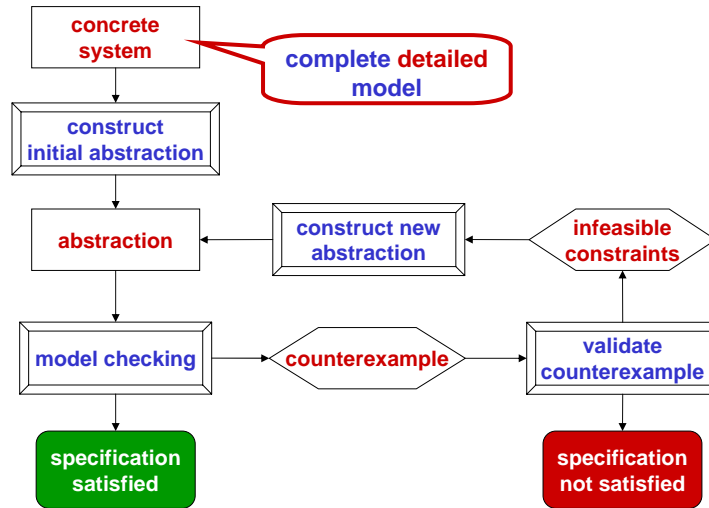 concrete
system
complete detailed
model
construct
initial abstraction
abstraction
construct new
abstraction
infeasible
constraints
model checking
counterexample
validate
counterexample
specification
satisfied
specification
not satisfied